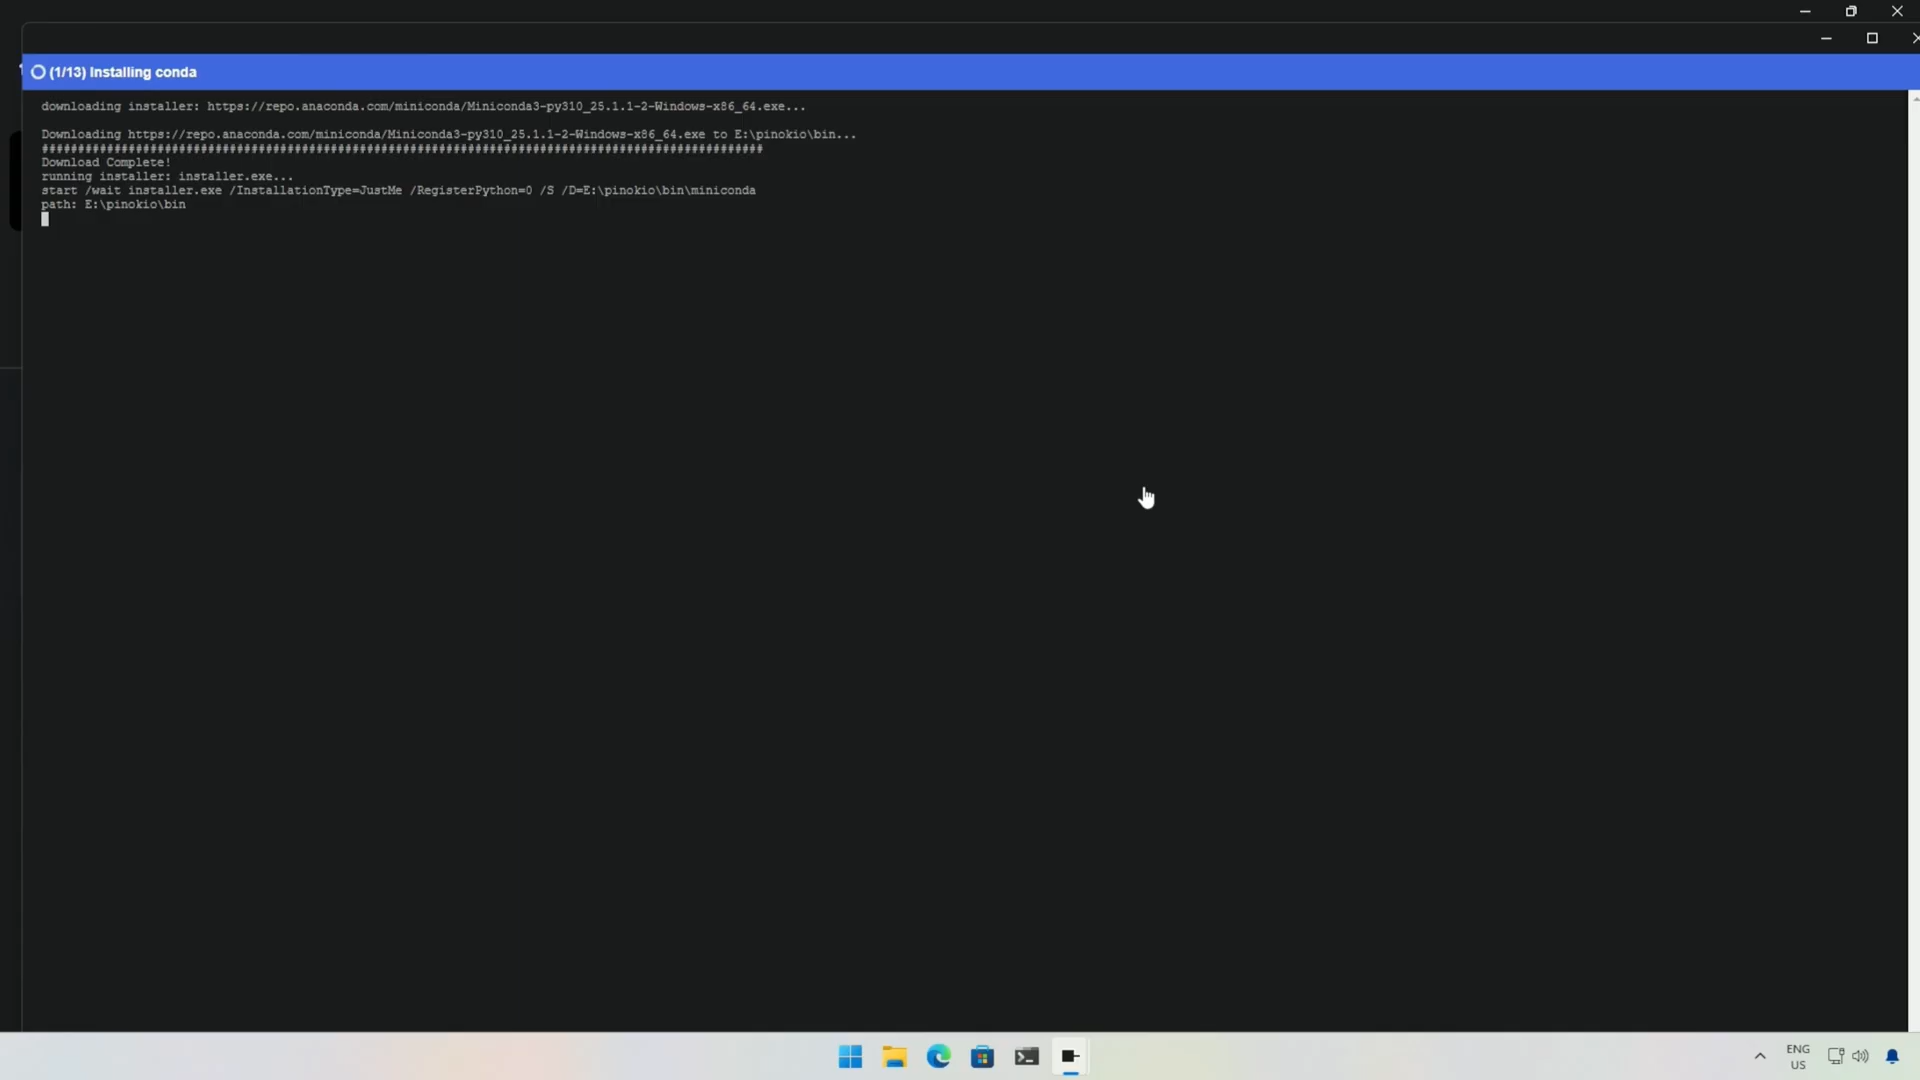 (1/13) Installing conda
downloading installer: https://repo.anaconda.com/miniconda/Miniconda3-py310_25.1.1-2-Windows-x86_64.exe...
Downloading https://repo.anaconda.com/miniconda/Miniconda3-py310_25.1.1-2-Windows-x86_64.exe to E:\pinokio\bin...
####################################################################################################
Download Complete!
running installer: installer.exe...
start /wait installer.exe /InstallationType=JustMe /RegisterPython=0 /S /D=E:\pinokio\bin\miniconda
path: E:\pinokio\bin
ENG
US